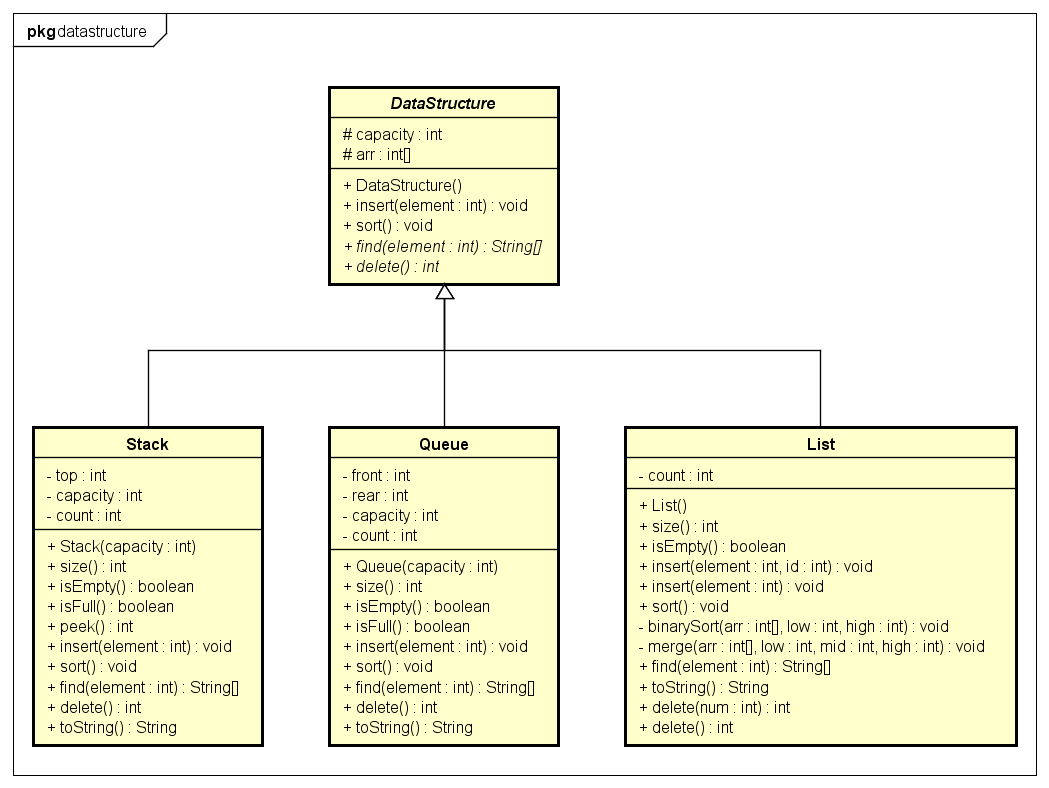 pkg datastructure
DataStructure
# capacity : int
# arr : int[]
+ DataStructure()
+ insert(element : int) : void
+ sort() : void
+ find(element : int) : String[]
+ delete() : int
Stack
- top : int
- capacity : int
- count : int
+ Stack(capacity : int)
+ size() : int
+ isEmpty() : boolean
+ isFull() : boolean
+ peek() : int
+ insert(element : int) : void
+ sort() : void
+ find(element : int) : String[]
+ delete() : int
+ toString() : String
Queue
- front : int
- rear : int
- capacity : int
- count : int
+ Queue(capacity : int)
+ size() : int
+ isEmpty() : boolean
+ isFull() : boolean
+ insert(element : int) : void
+ sort() : void
+ find(element : int) : String[]
+ delete() : int
+ toString() : String
List
- count : int
+ List()
+ size() : int
+ isEmpty() : boolean
+ insert(element : int, id : int) : void
+ insert(element : int) : void
+ sort() : void
- binarySort(arr : int[], low : int, high : int) : void
- merge(arr : int[], low : int, mid : int, high : int) : void
+ find(element : int) : String[]
+ toString() : String
+ delete(num : int) : int
+ delete() : int